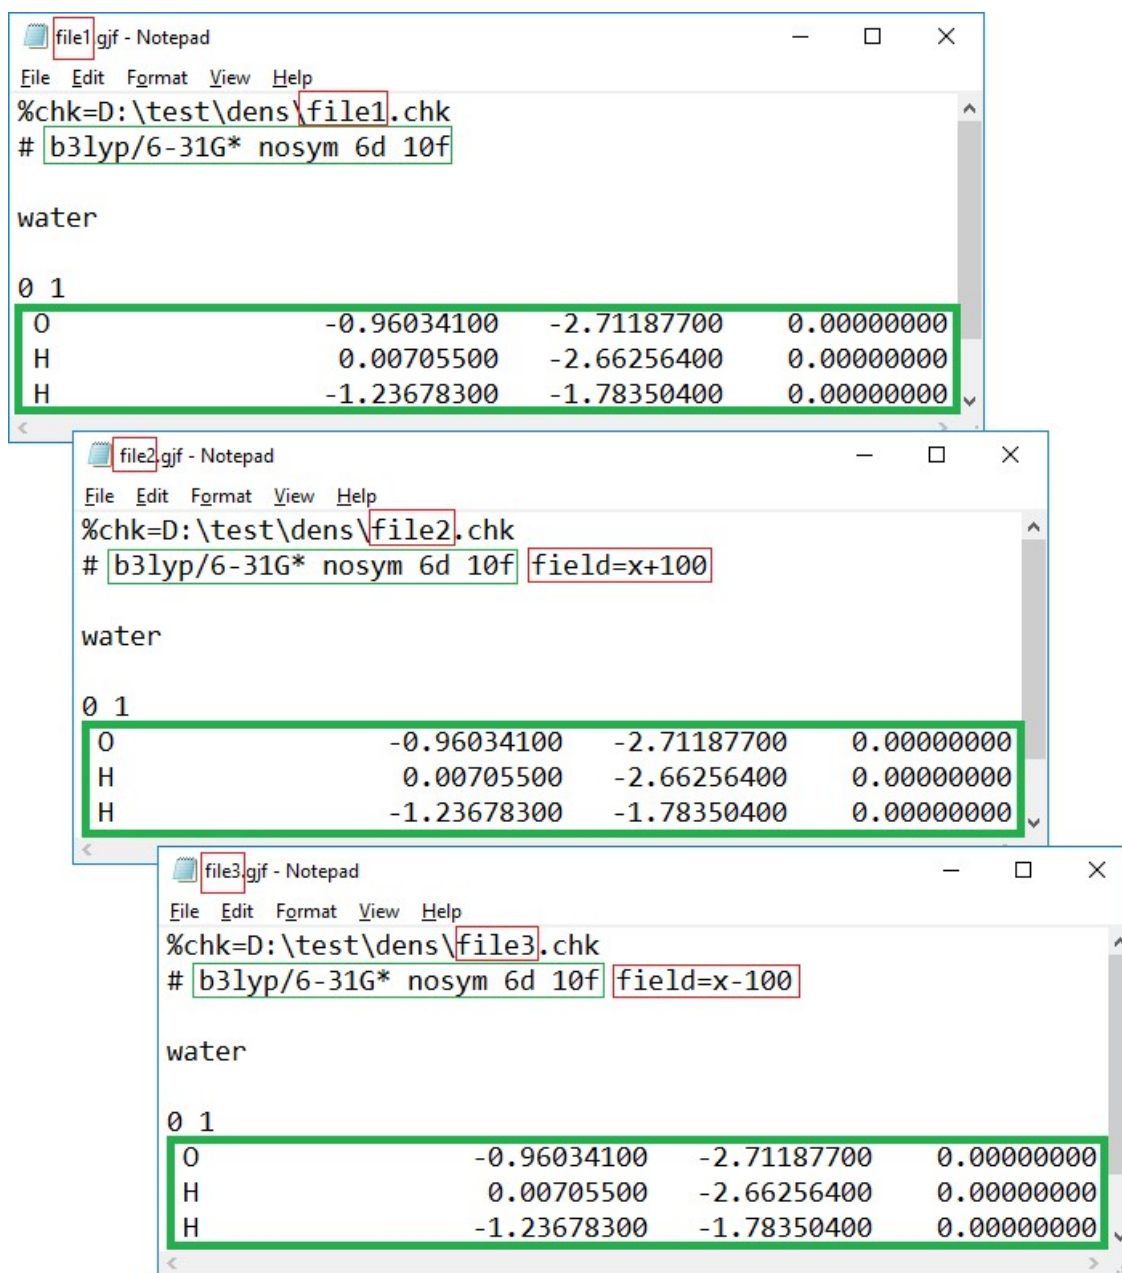 file1.gjf - Notepad
File Edit Format View Help
%chk=D:\test\dens\file1.chk
# b3lyp/6-31G* nosym 6d 10f
water
0 1
O -0.96034100 -2.71187700 0.00000000
H 0.00705500 -2.66256400 0.00000000
H -1.23678300 -1.78350400 0.00000000
file2.gjf - Notepad
File Edit Format View Help
%chk=D:\test\dens\file2.chk
# b3lyp/6-31G* nosym 6d 10f field=x+100
water
0 1
O -0.96034100 -2.71187700 0.00000000
H 0.00705500 -2.66256400 0.00000000
H -1.23678300 -1.78350400 0.00000000
file3.gjf - Notepad
File Edit Format View Help
%chk=D:\test\dens\file3.chk
# b3lyp/6-31G* nosym 6d 10f field=x-100
water
0 1
O -0.96034100 -2.71187700 0.00000000
H 0.00705500 -2.66256400 0.00000000
H -1.23678300 -1.78350400 0.00000000